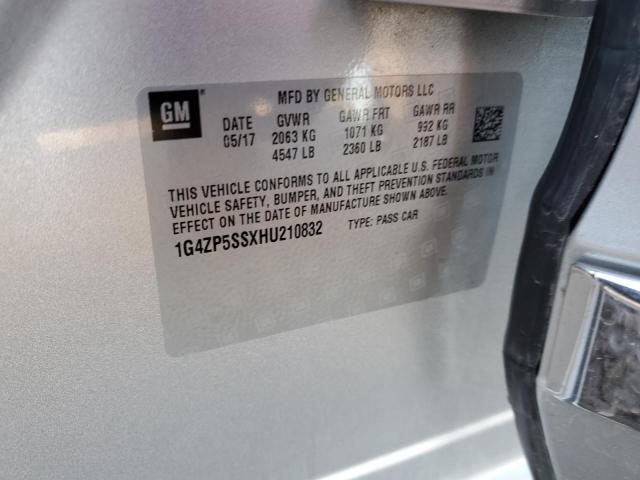 MFD BY GENERAL MOTORS LLC
GM
DATE GVWR GAWR FRT GAWR RR
05/17 2063 KG 1071 KG 992 KG
4547 LB 2360 LB 2187 LB
THIS VEHICLE CONFORMS TO ALL APPLICABLE U.S. FEDERAL MOTOR
VEHICLE SAFETY, BUMPER, AND THEFT PREVENTION STANDARDS IN
EFFECT ON THE DATE OF MANUFACTURE SHOWN ABOVE.
1G4ZP5SSXHU210832 TYPE: PASS CAR